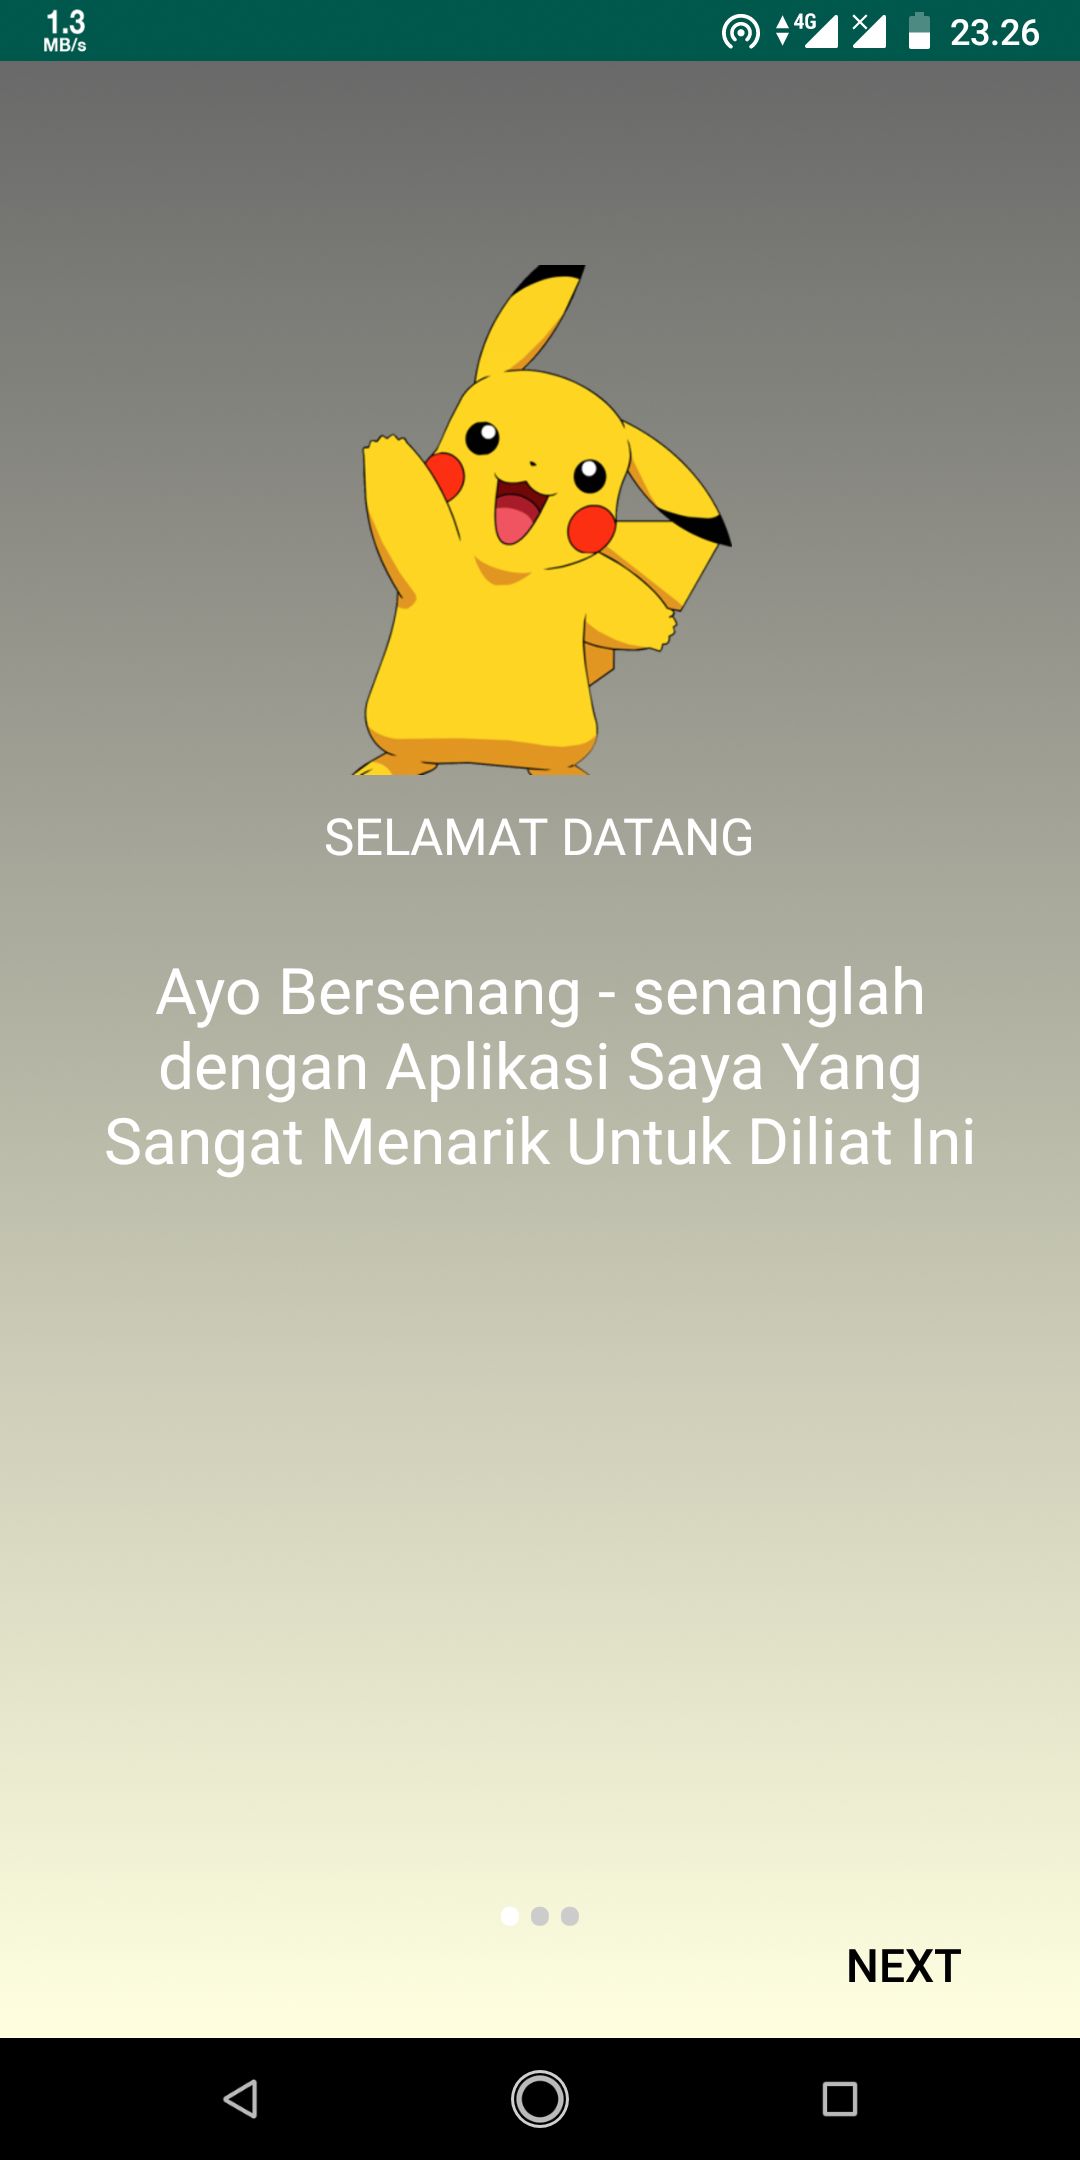 1.3
MB/s
4G
23.26
SELAMAT DATANG
Ayo Bersenang - senanglah
dengan Aplikasi Saya Yang
Sangat Menarik Untuk Diliat Ini
NEXT